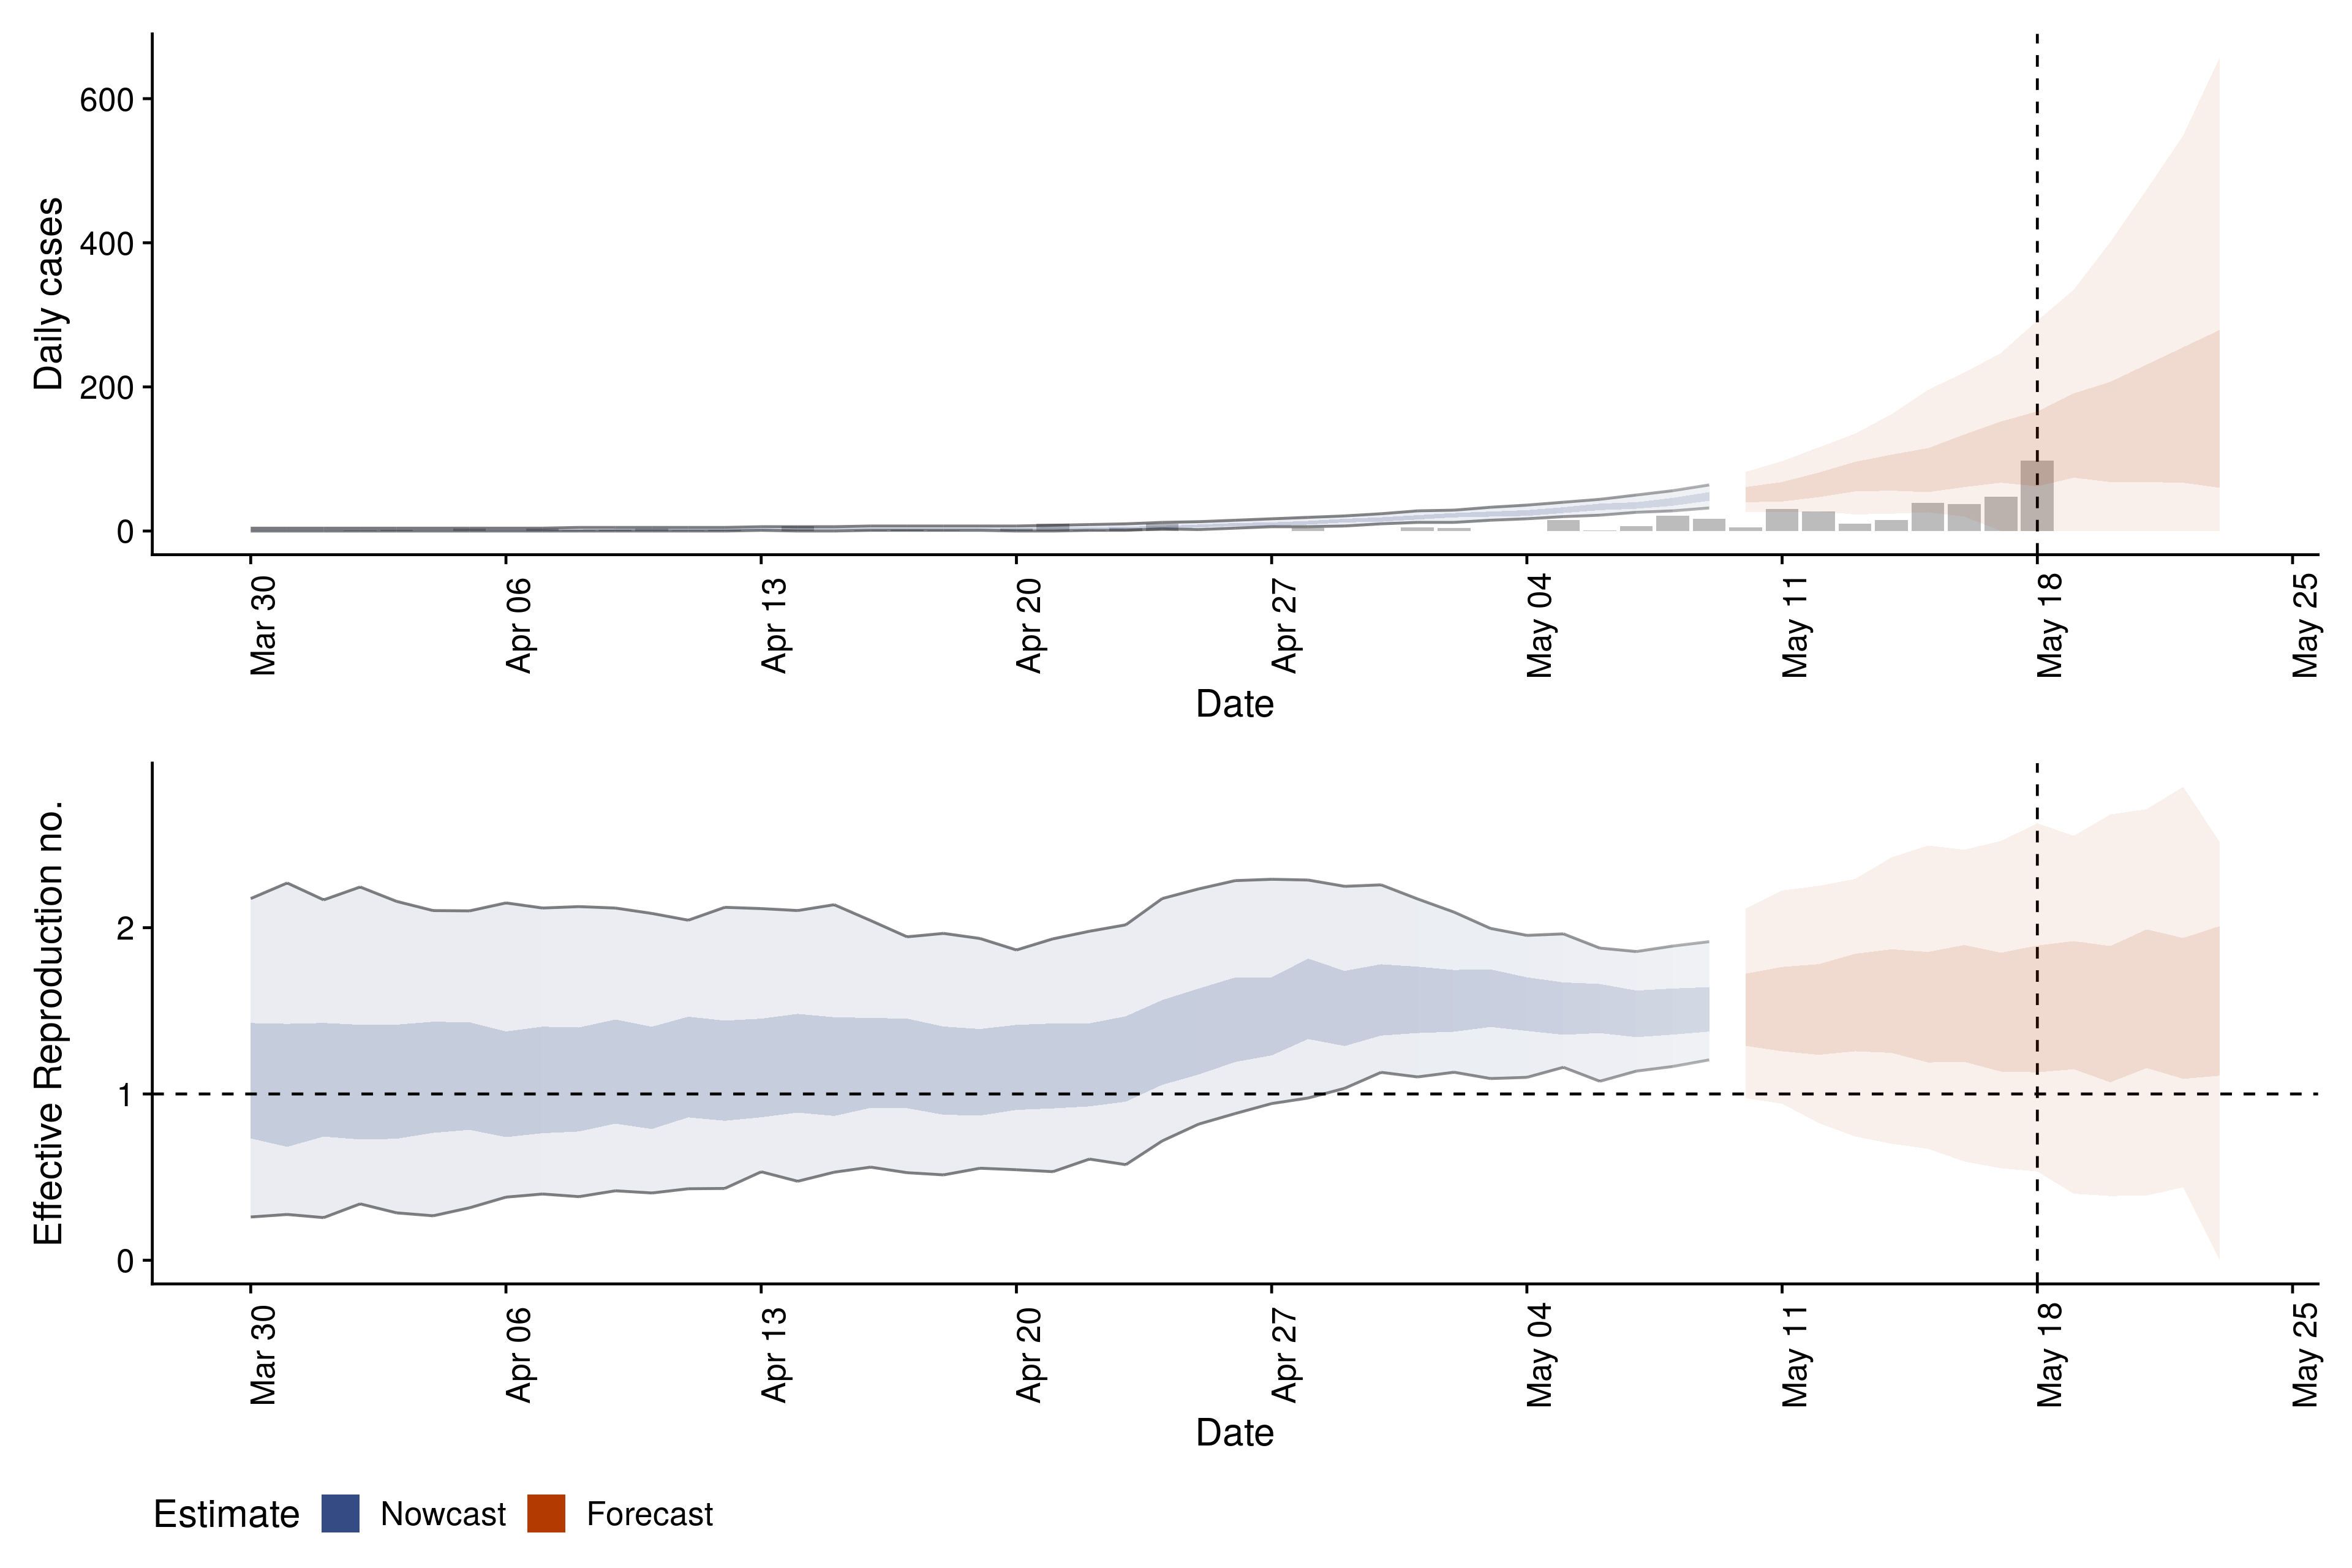 Daily cases
600
400
200
0
Mar 30
Apr 06
Apr 13
Apr 20
Apr 27
May 04
May 11
May 18
May 25
Date
Effective Reproduction no.
2
1
0
Mar 30
Apr 06
Apr 13
Apr 20
Apr 27
May 04
May 11
May 18
May 25
Date
Estimate Nowcast Forecast